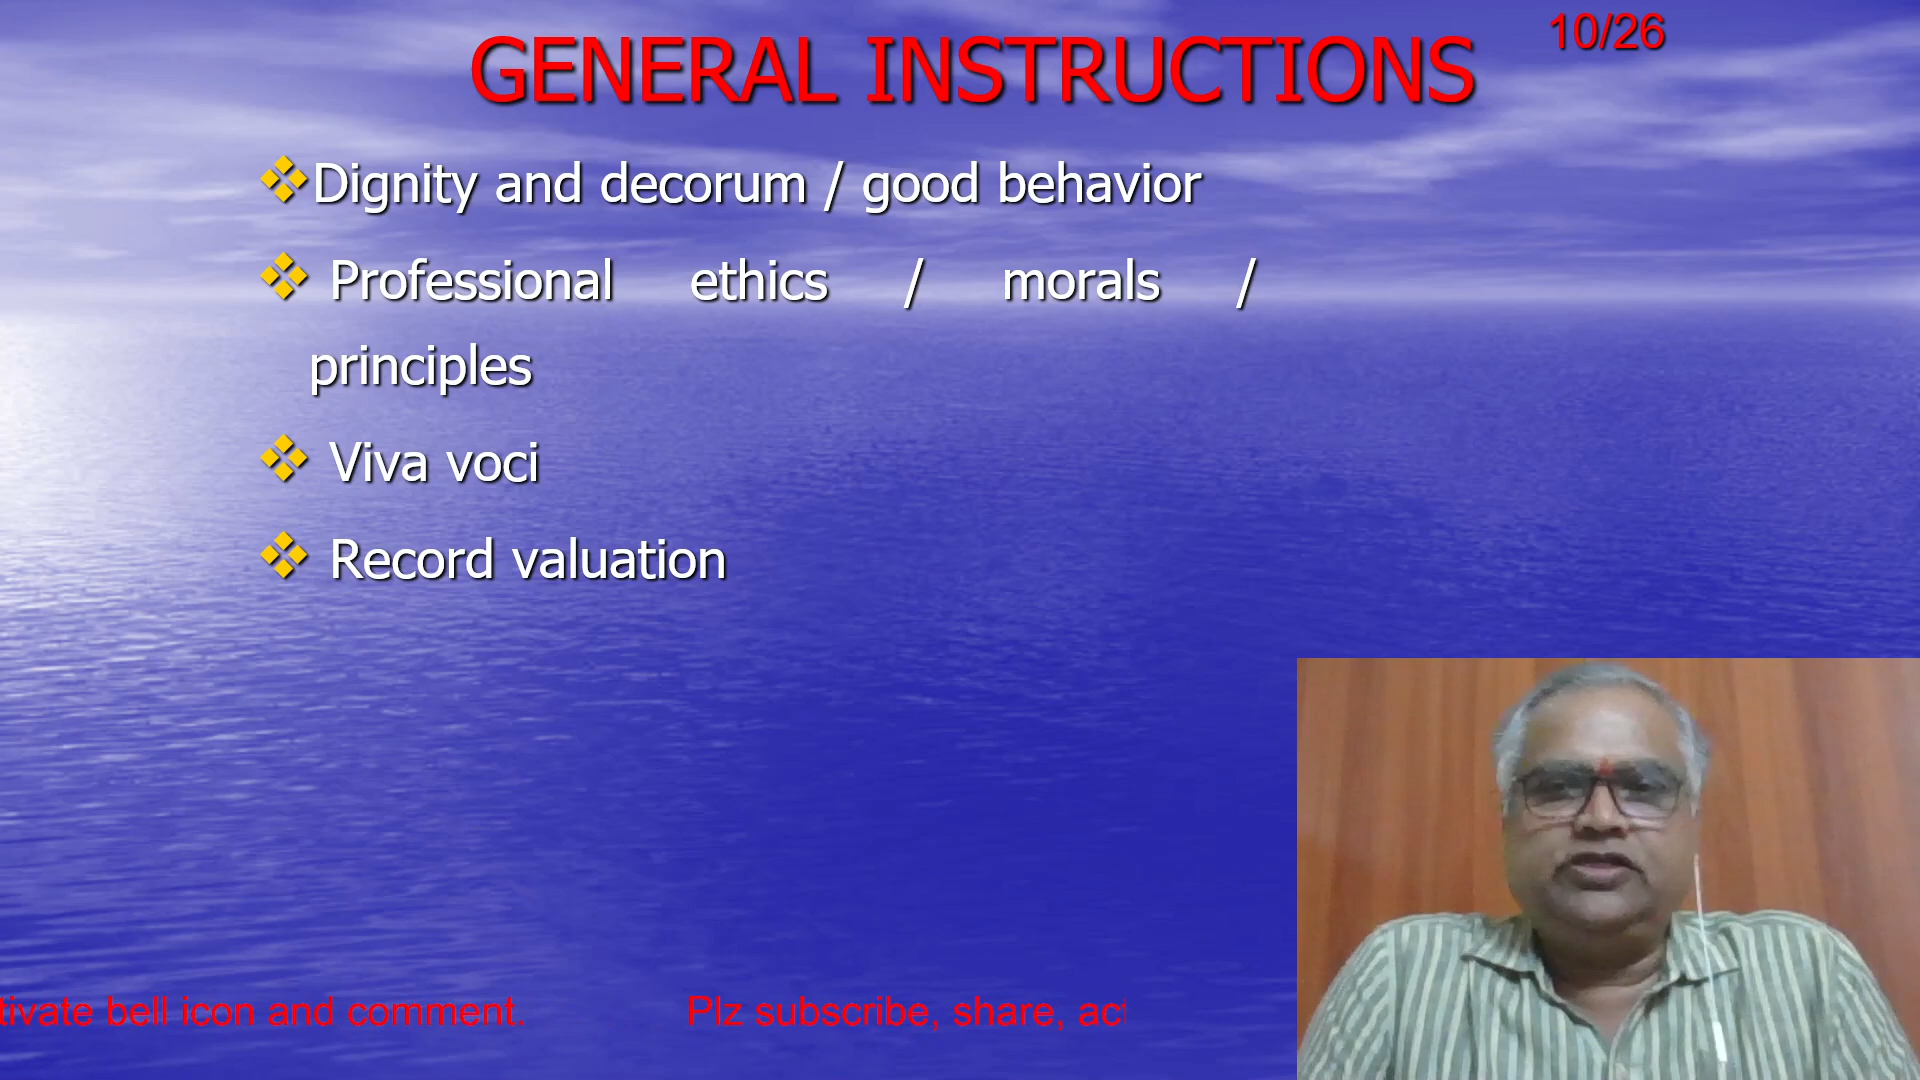 GENERAL INSTRUCTIONS
10/26
Dignity and decorum / good behavior
Professional ethics / morals /
principles
Viva voci
Record valuation
tivate bell icon and comment. Plz subscribe, share, act